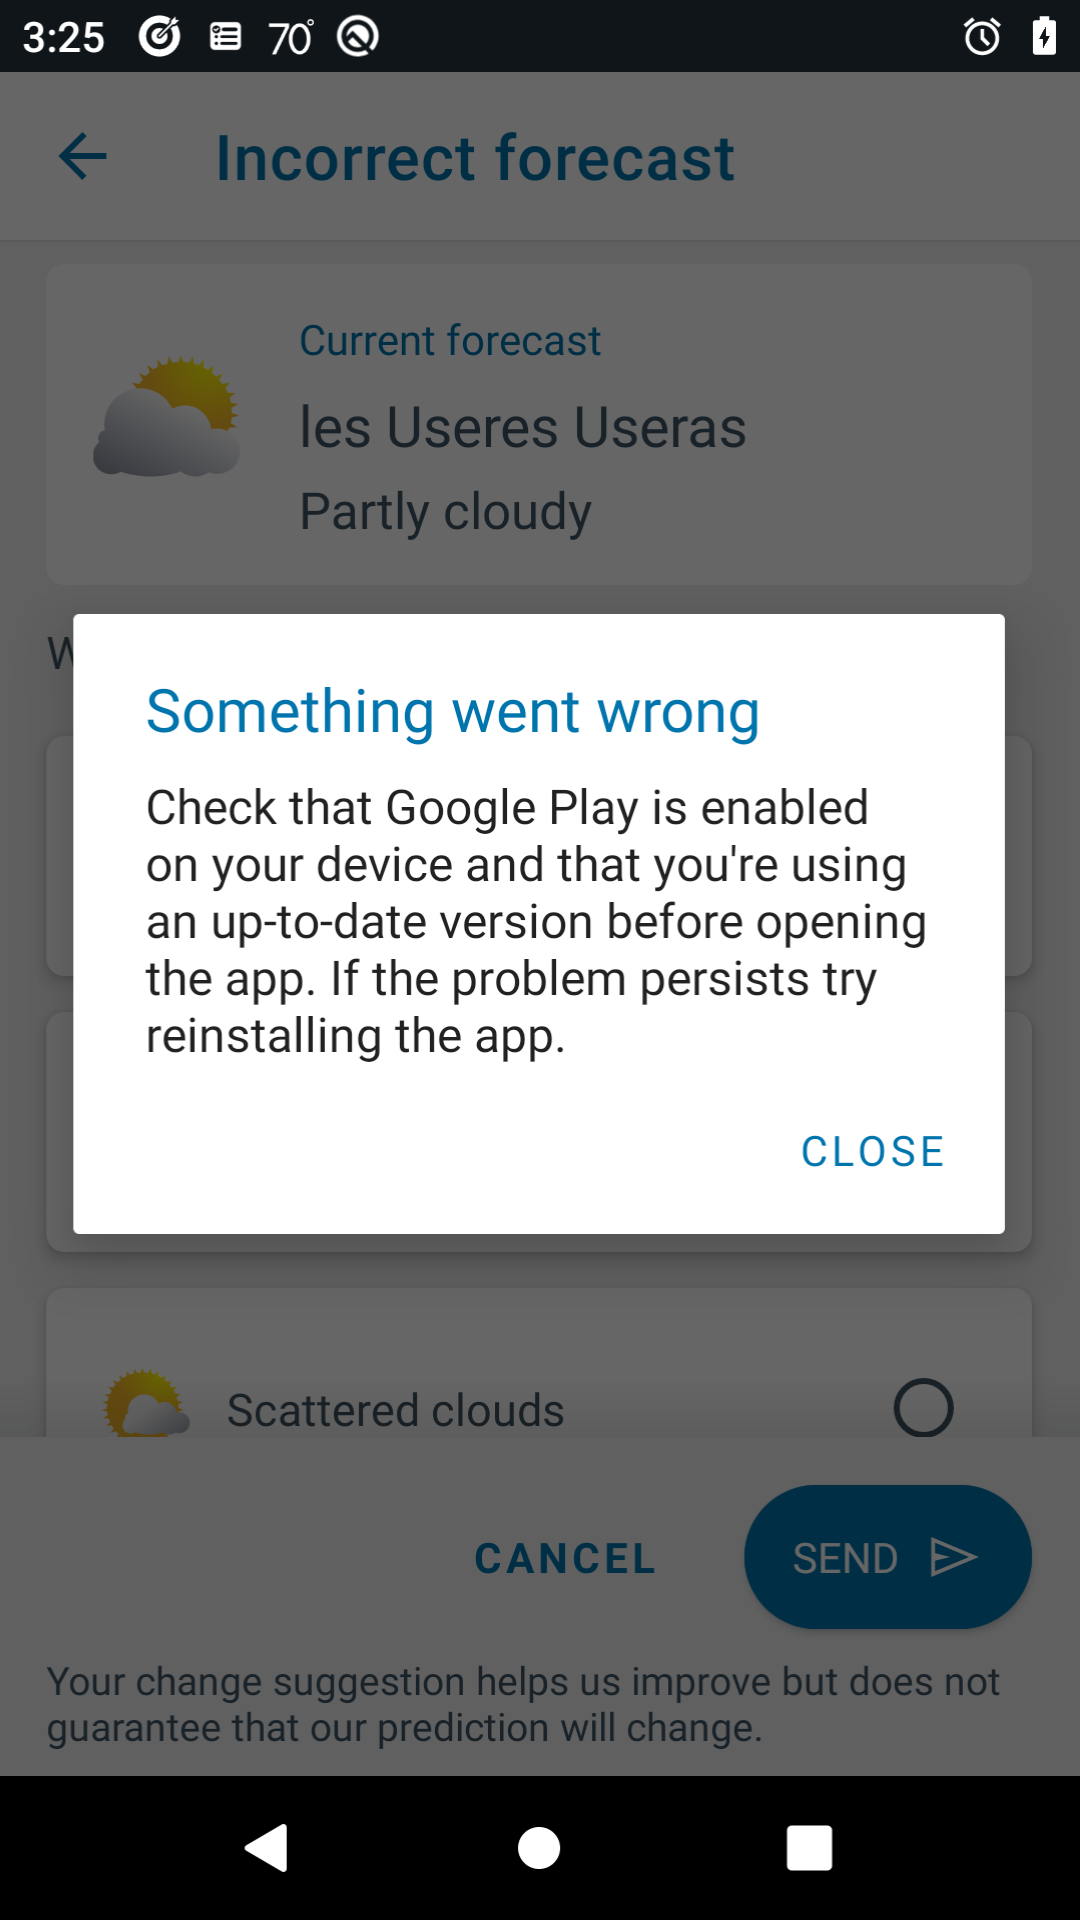 3:25
70°
Incorrect forecast
Current forecast
les Useres Useras
Partly cloudy
Something went wrong
Check that Google Play is enabled
on your device and that you're using
an up-to-date version before opening
the app. If the problem persists try
reinstalling the app.
CLOSE
Scattered clouds
CANCEL
SEND
Your change suggestion helps us improve but does not
guarantee that our prediction will change.